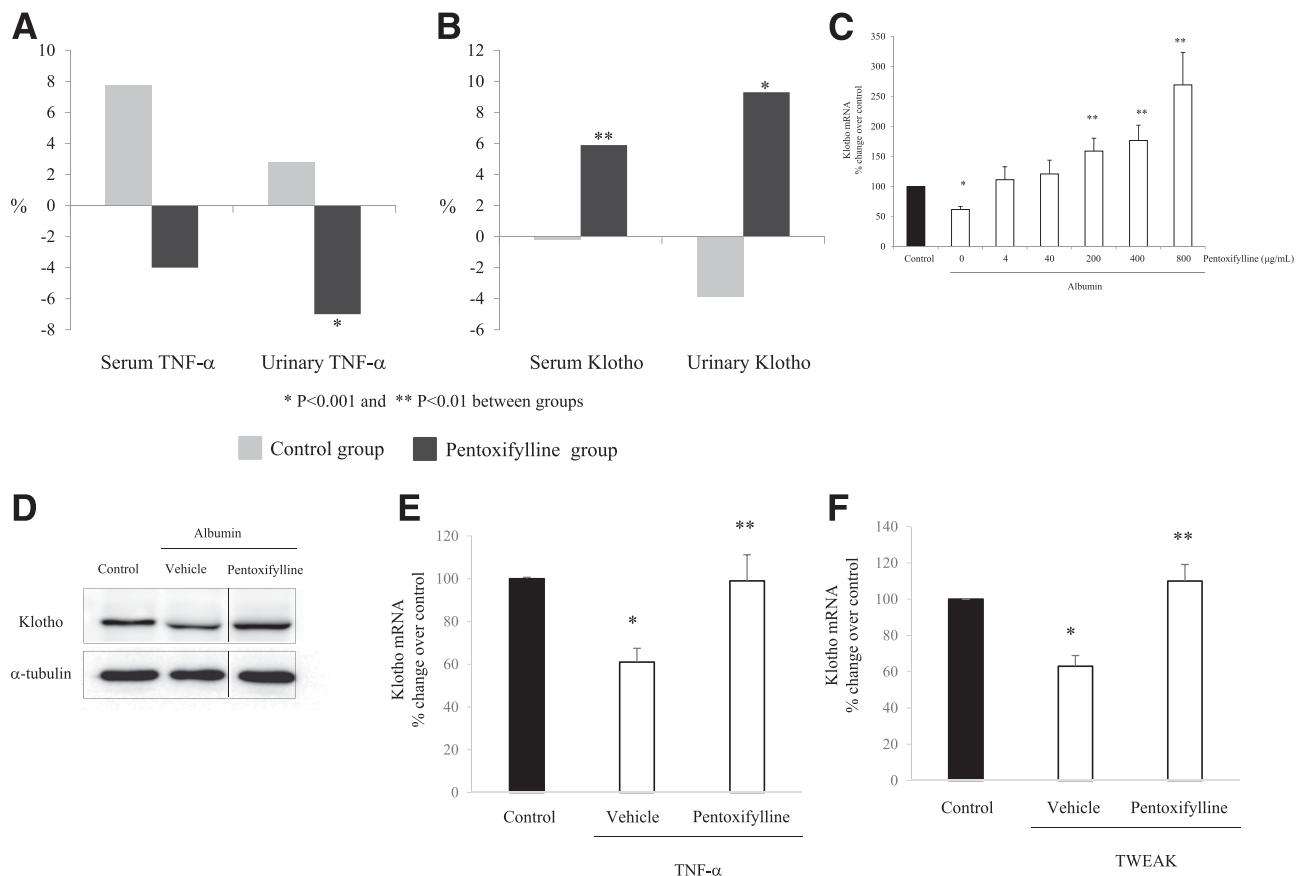 A
10
8
6
4
2
%
0
-2
-4
-6
-8
Serum TNF-α
Urinary TNF-α
*
B
12
10
8
6
4
2
%
0
-2
-4
-6
**
*
Serum Klotho
Urinary Klotho
* P<0.001 and ** P<0.01 between groups
Control group
Pentoxifylline group
C
Klotho mRNA
% change over control
350
300
250
200
150
100
50
0
*
**
**
**
Control 0 4 40 200 400 800 Pentoxifylline (μg/mL)
Albumin
D
Albumin
Control Vehicle Pentoxifylline
Klotho
α-tubulin
E
Klotho mRNA
% change over control
120
100
80
60
40
20
0
*
**
Control Vehicle Pentoxifylline
TNF-α
F
Klotho mRNA
% change over control
140
120
100
80
60
40
20
0
*
**
Control Vehicle Pentoxifylline
TWEAK